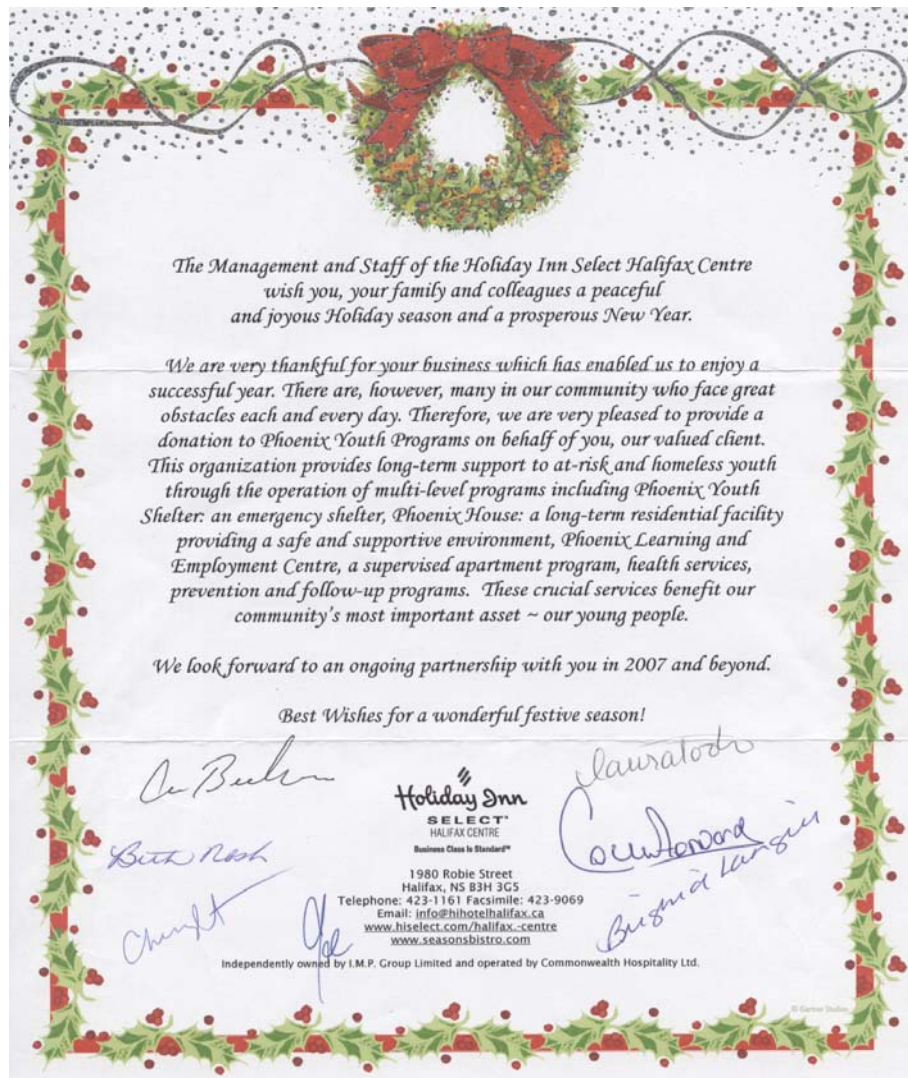 The Management and Staff of the Holiday Inn Select Halifax Centre
wish you, your family and colleagues a peaceful
and joyous Holiday season and a prosperous New Year.
We are very thankful for your business which has enabled us to enjoy a
successful year. There are, however, many in our community who face great
obstacles each and every day. Therefore, we are very pleased to provide a
donation to Phoenix Youth Programs on behalf of you, our valued client.
This organization provides long-term support to at-risk and homeless youth
through the operation of multi-level programs including Phoenix Youth
Shelter: an emergency shelter, Phoenix House: a long-term residential facility
providing a safe and supportive environment, Phoenix Learning and
Employment Centre, a supervised apartment program, health services,
prevention and follow-up programs. These crucial services benefit our
community's most important asset ~ our young people.
We look forward to an ongoing partnership with you in 2007 and beyond.
Best Wishes for a wonderful festive season!
Holiday Inn
SELECT
HALIFAX CENTRE
Business Class Is Standard™
Beth Nash
1980 Robie Street
Halifax, NS B3H 3G5
Telephone: 423-1161 Facsimile: 423-9069
Email: info@hihotelhalifax.ca
www.hiselect.com/halifax.-centre
www.seasonsbistro.com
Independently owned by I.M.P. Group Limited and operated by Commonwealth Hospitality Ltd.
© Gartner Studios